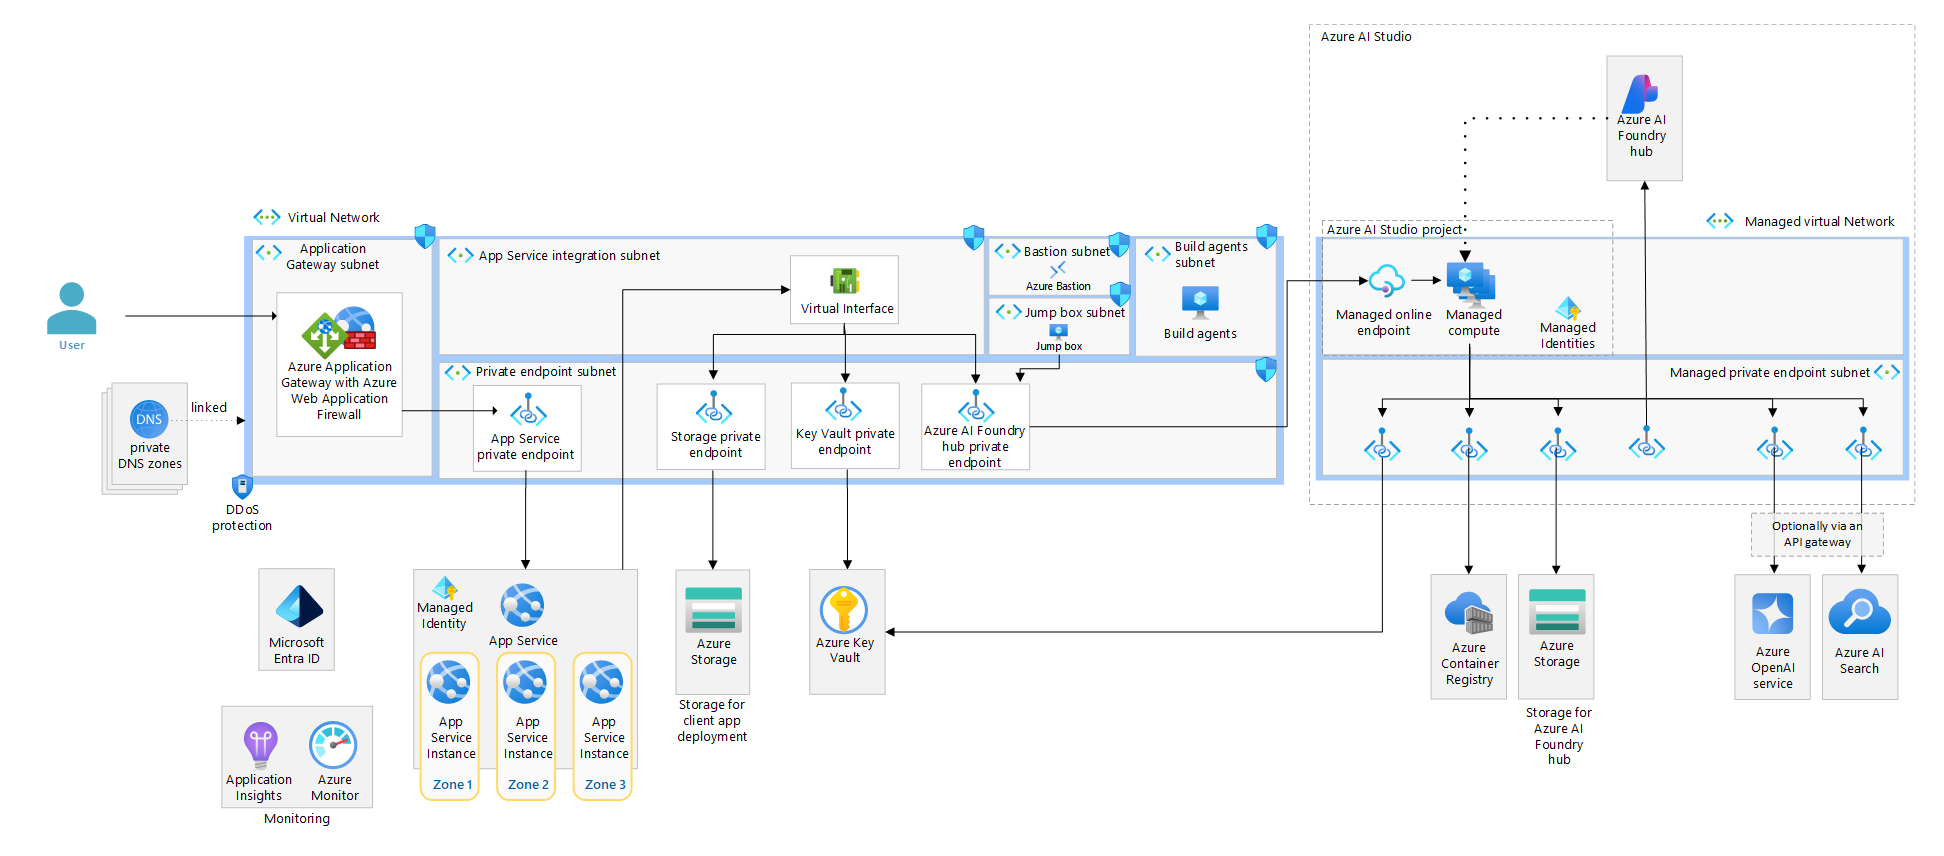 Azure AI Studio
Azure AI
Foundry
hub
Virtual Network
Managed virtual Network
Application
Gateway subnet
App Service integration subnet
Bastion subnet
Azure Bastion
Build agents
subnet
Build agents
Jump box subnet
Jump box
Virtual Interface
Azure AI Studio project
Managed online
endpoint
Managed
compute
Managed
Identities
User
Azure Application
Gateway with Azure
Web Application
Firewall
Private endpoint subnet
Managed private endpoint subnet
linked
DNS
private
DNS zones
App Service
private endpoint
Storage private
endpoint
Key Vault private
endpoint
Azure AI Foundry
hub private
endpoint
DDoS
protection
Optionally via an
API gateway
Microsoft
Entra ID
Managed
Identity
App Service
App
Service
Instance
Zone 1
App
Service
Instance
Zone 2
App
Service
Instance
Zone 3
Azure
Storage
Storage for
client app
deployment
Azure Key
Vault
Azure
Container
Registry
Azure
Storage
Storage for
Azure AI
Foundry
hub
Azure
OpenAI
service
Azure AI
Search
Application
Insights
Azure
Monitor
Monitoring